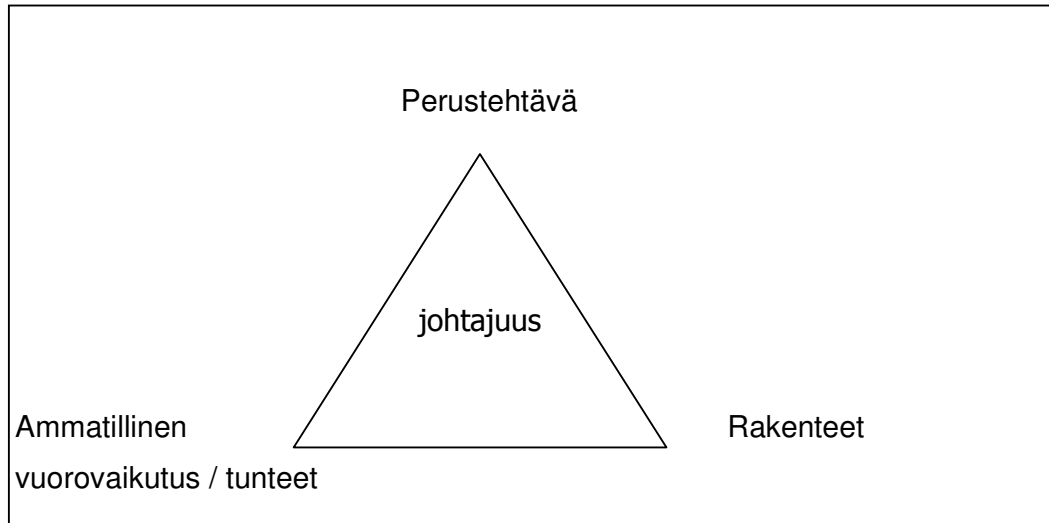 Perustehtävä
johtajuus
Ammatillinen
vuorovaikutus / tunteet
Rakenteet